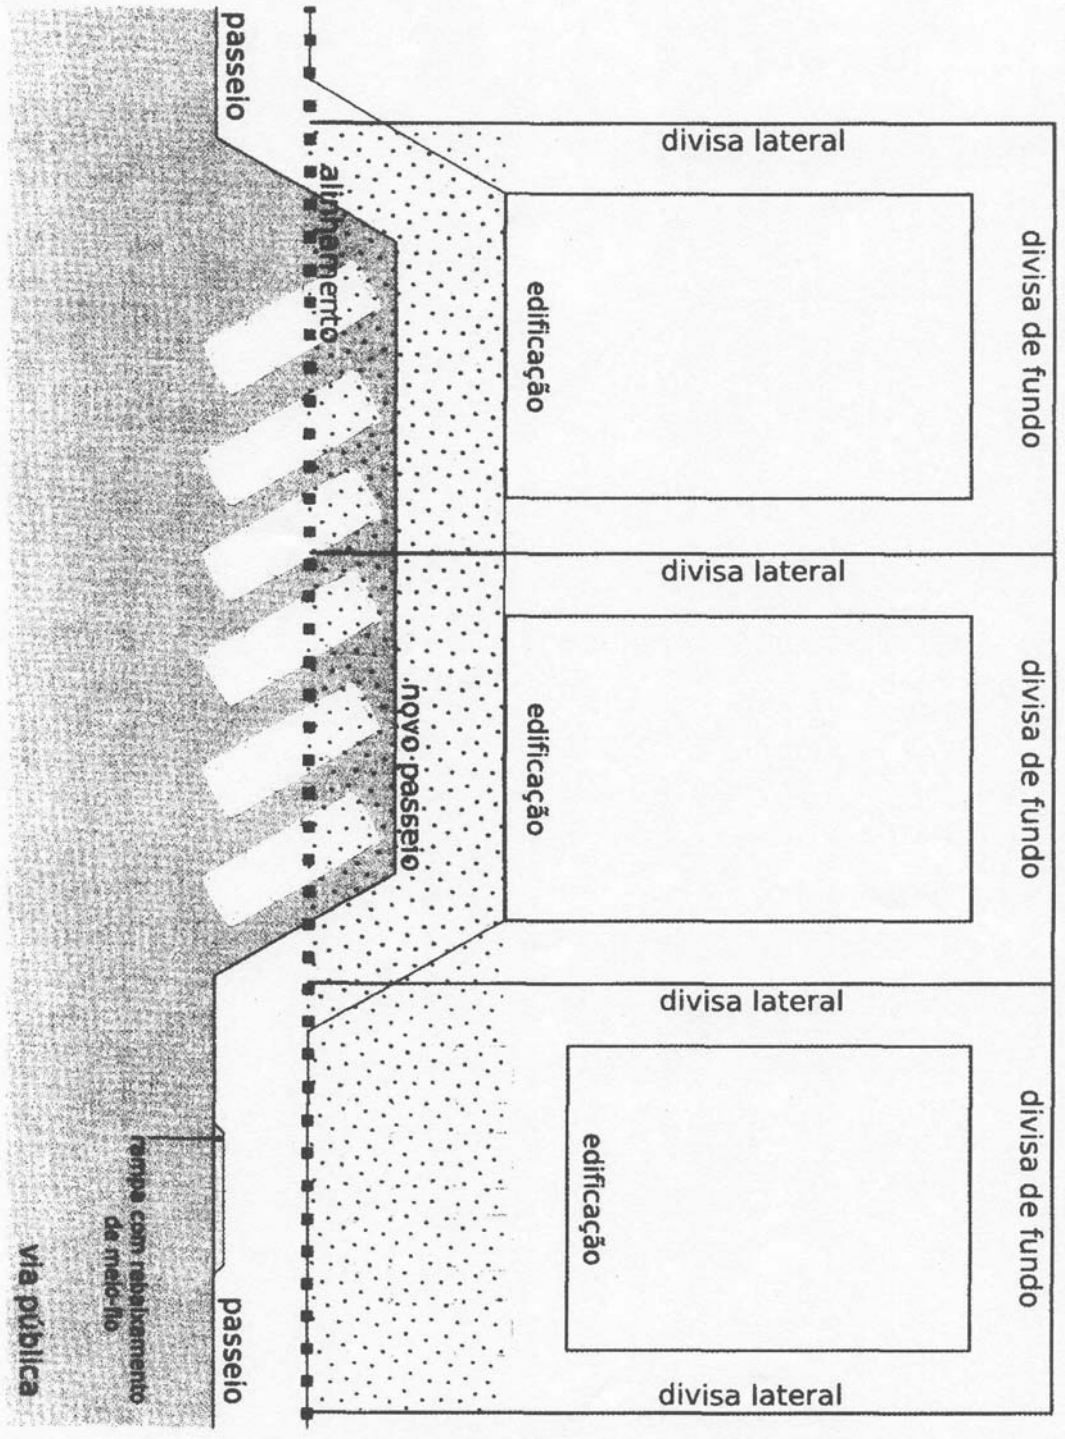 passeio
alinhamento
divisa lateral
edificação
divisa de fundo
divisa lateral
novo passeio
edificação
divisa de fundo
divisa lateral
edificação
divisa de fundo
rampa com rebaixamento
de meio-fio
via pública
passeio
divisa lateral